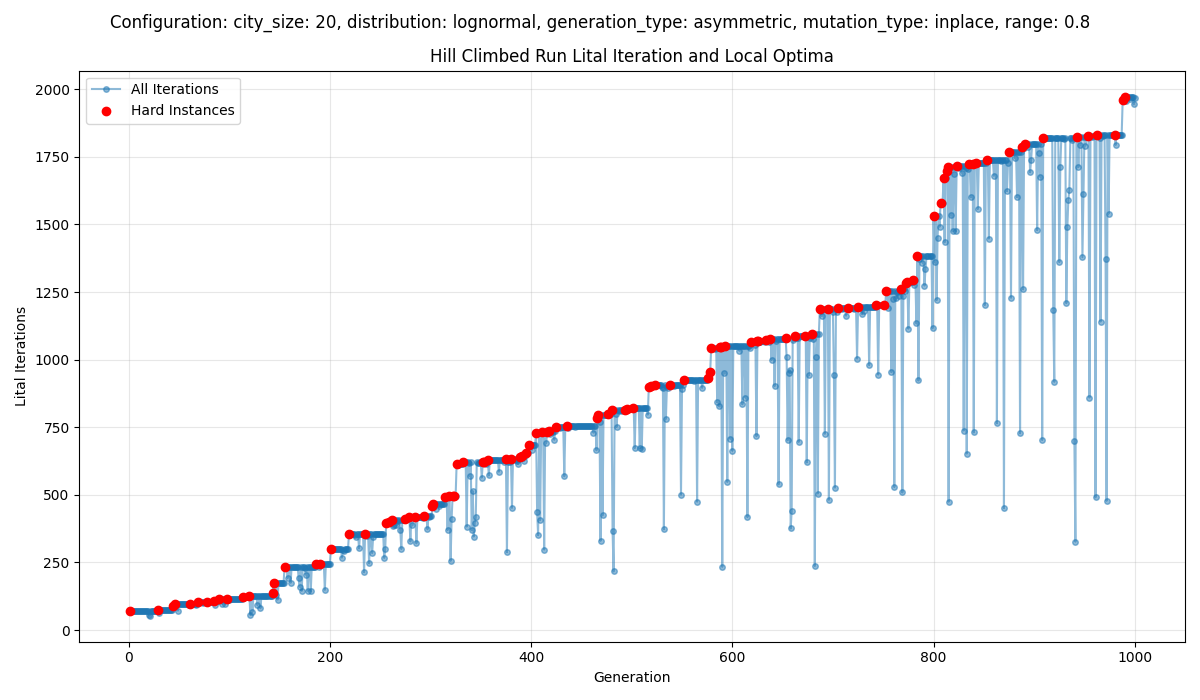 Configuration: city_size: 20, distribution: lognormal, generation_type: asymmetric, mutation_type: inplace, range: 0.8
Hill Climbed Run Lital Iteration and Local Optima
All Iterations
Hard Instances
Lital Iterations
2000
1750
1500
1250
1000
750
500
250
0
0 200 400 600 800 1000
Generation